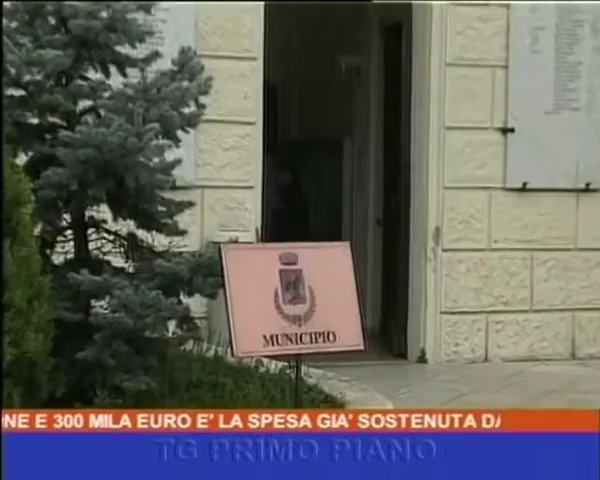 MUNICIPIO
NE E 300 MILA EURO E' LA SPESA GIA' SOSTENUTA DA
TG PRIMO PIANO